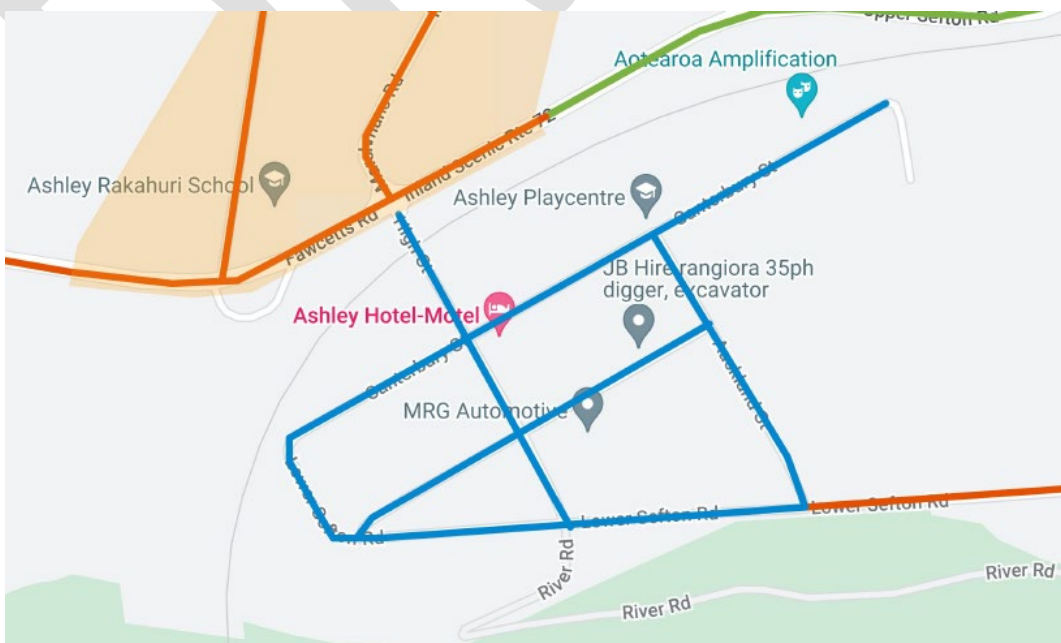 Upper Sefton Rd
Aotearoa Amplification
Marshmans Rd
Inland Scenic Rte 72
Ashley Rakahuri School
Ashley Playcentre
Canterbury St
Fawcetts Rd
High St
JB Hire rangiora 35ph
digger, excavator
Ashley Hotel-Motel
Canterbury St
Auckland St
MRG Automotive
Lower Sefton Rd
Lower Sefton Rd
Lower Sefton Rd
River Rd
River Rd
River Rd